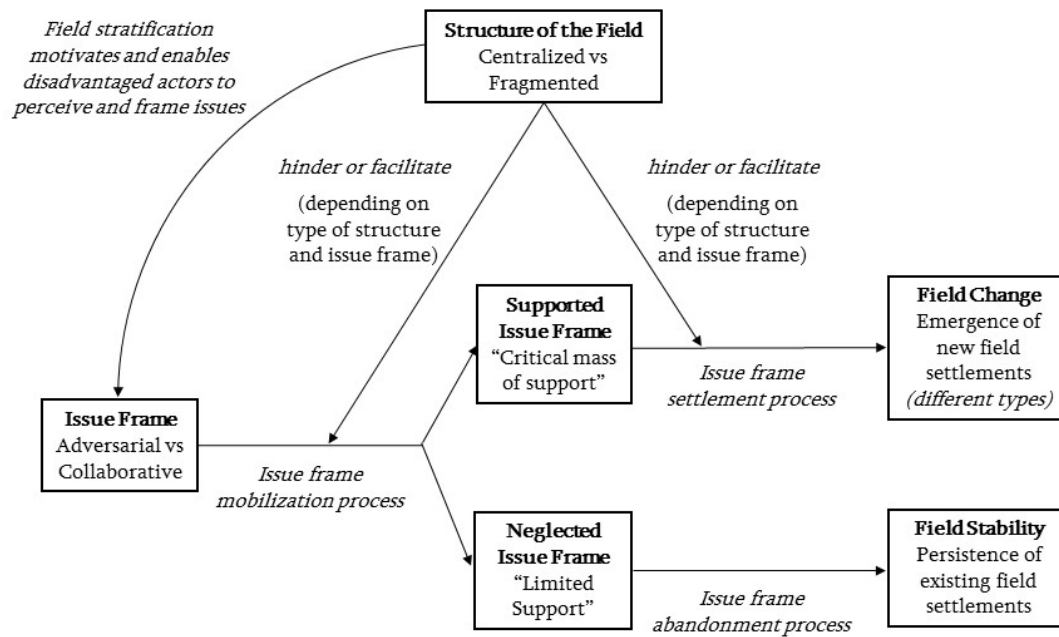 Field stratification
motivates and enables
disadvantaged actors to
perceive and frame issues
Structure of the Field
Centralized vs
Fragmented
hinder or facilitate
(depending on
type of structure
and issue frame)
hinder or facilitate
(depending on
type of structure
and issue frame)
Issue Frame
Adversarial vs
Collaborative
Issue frame
mobilization process
Supported
Issue Frame
“Critical mass
of support”
Issue frame
settlement process
Field Change
Emergence of
new field
settlements
(different types)
Neglected
Issue Frame
“Limited
Support”
Issue frame
abandonment process
Field Stability
Persistence of
existing field
settlements